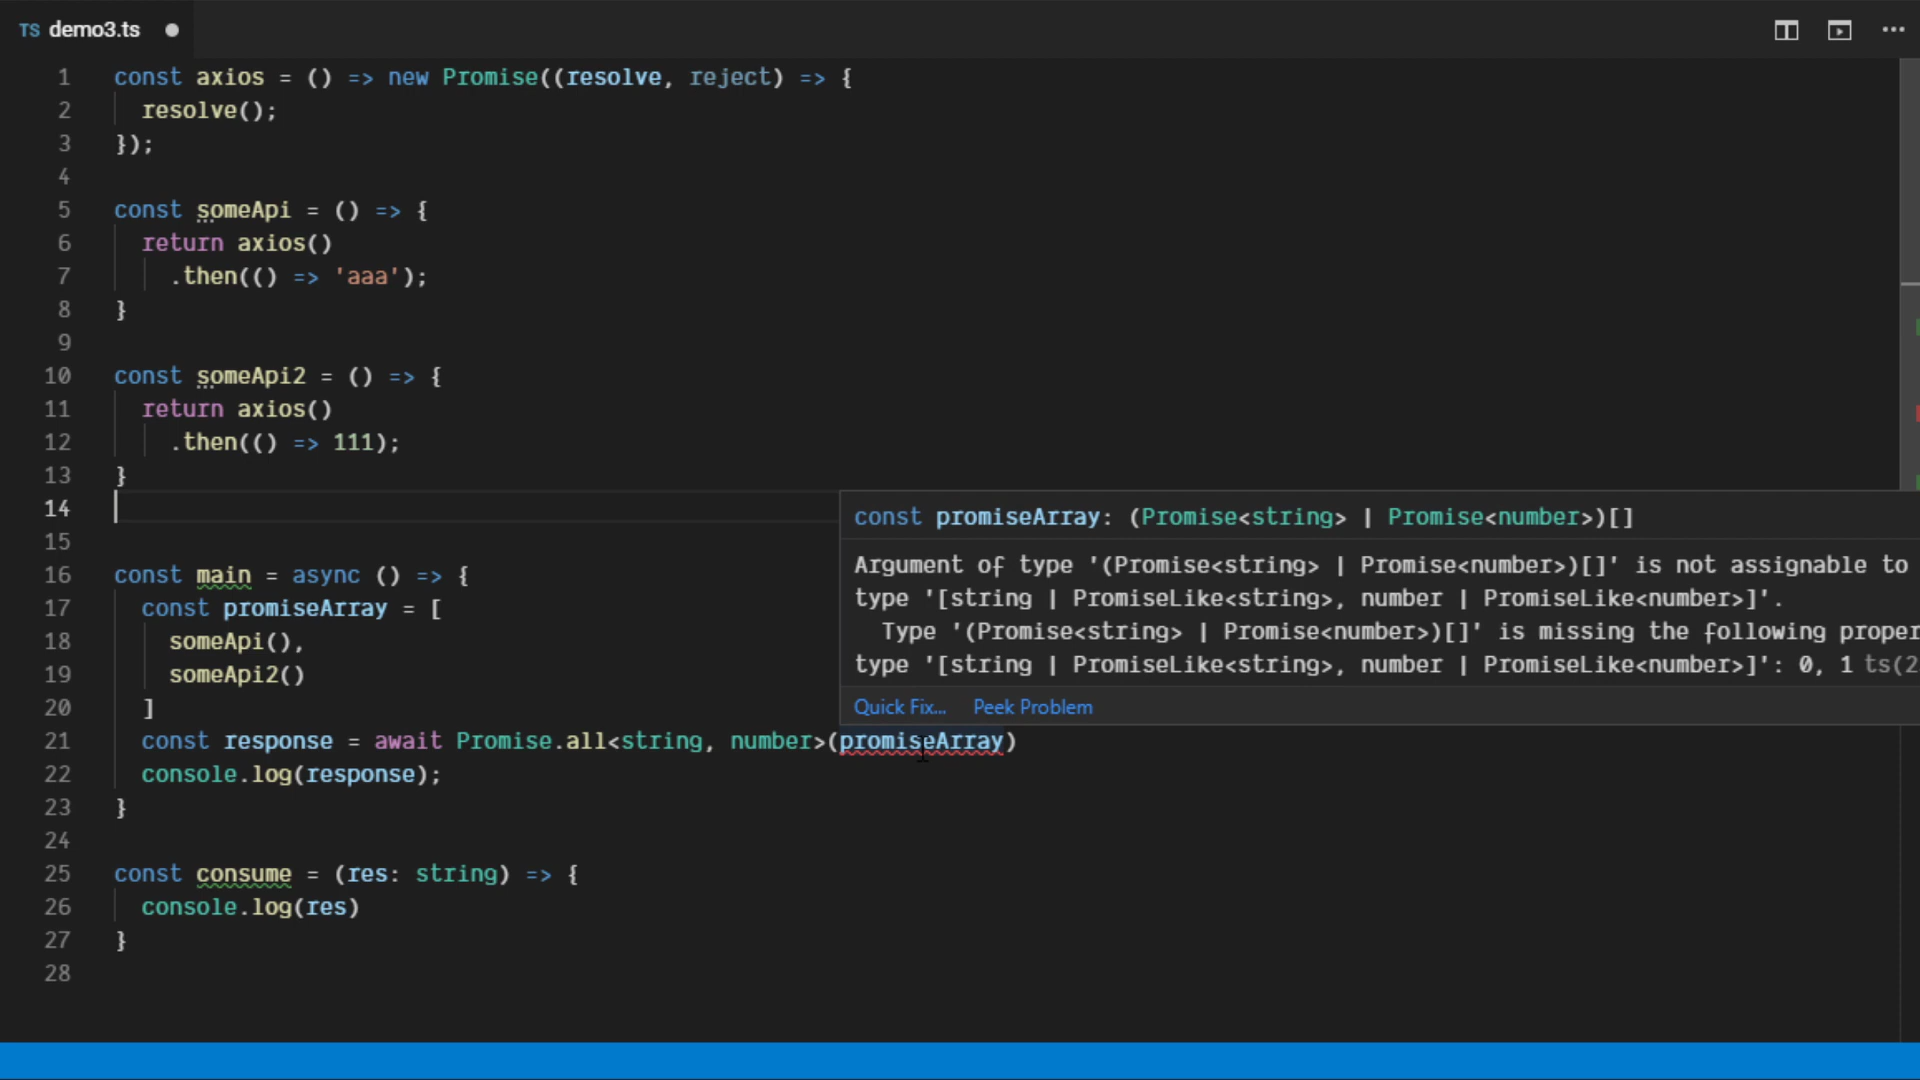 TS demo3.ts
1 const axios = () => new Promise((resolve, reject) => {
2 resolve();
3 });
4
5 const someApi = () => {
6 return axios()
7 .then(() => 'aaa');
8 }
9
10 const someApi2 = () => {
11 return axios()
12 .then(() => 111);
13 }
14
15
16 const main = async () => {
17 const promiseArray = [
18 someApi(),
19 someApi2()
20 ]
21 const response = await Promise.all<string, number>(promiseArray)
22 console.log(response);
23 }
24
25 const consume = (res: string) => {
26 console.log(res)
27 }
28
const promiseArray: (Promise<string> | Promise<number>)[]
Argument of type '(Promise<string> | Promise<number>)[]' is not assignable to
type '[string | PromiseLike<string>, number | PromiseLike<number>]'.
Type '(Promise<string> | Promise<number>)[]' is missing the following proper
type '[string | PromiseLike<string>, number | PromiseLike<number>]': 0, 1 ts(2
Quick Fix... Peek Problem